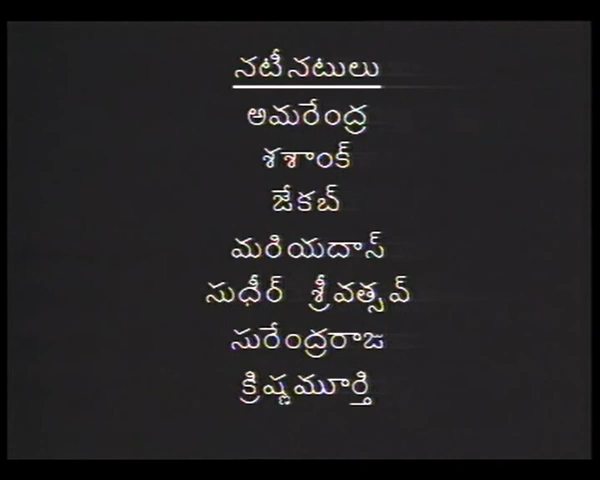 నటీనటులు
అమరేంద్ర
శశాంక్
జేకబ్
మరియదాస్
సుధీర్ శ్రీవత్సవ్
సురేంద్రరాజ
క్రిష్ణమూర్తి